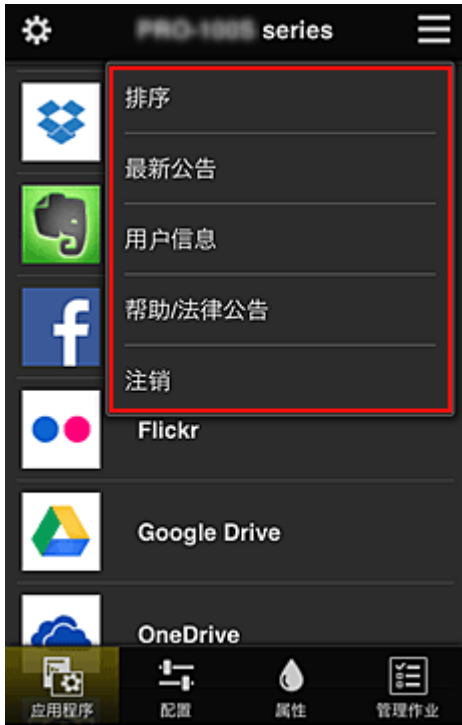 series
排序
最新公告
用户信息
帮助/法律公告
注销
Flickr
Google Drive
OneDrive
应用程序 配置 属性 管理作业